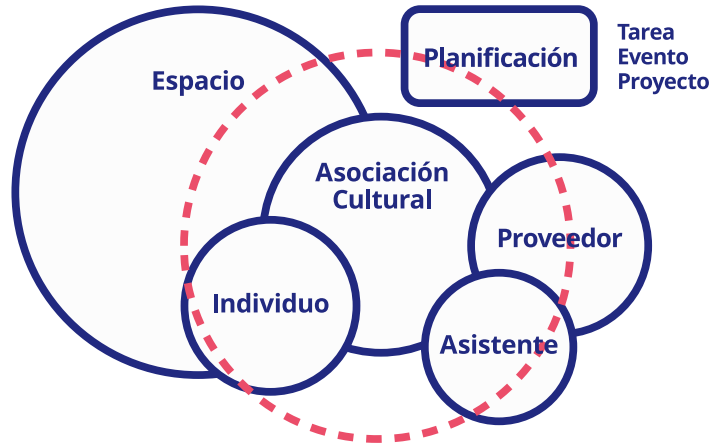 Espacio
Planificación
Tarea
Evento
Proyecto
Asociación
Cultural
Proveedor
Individuo
Asistente